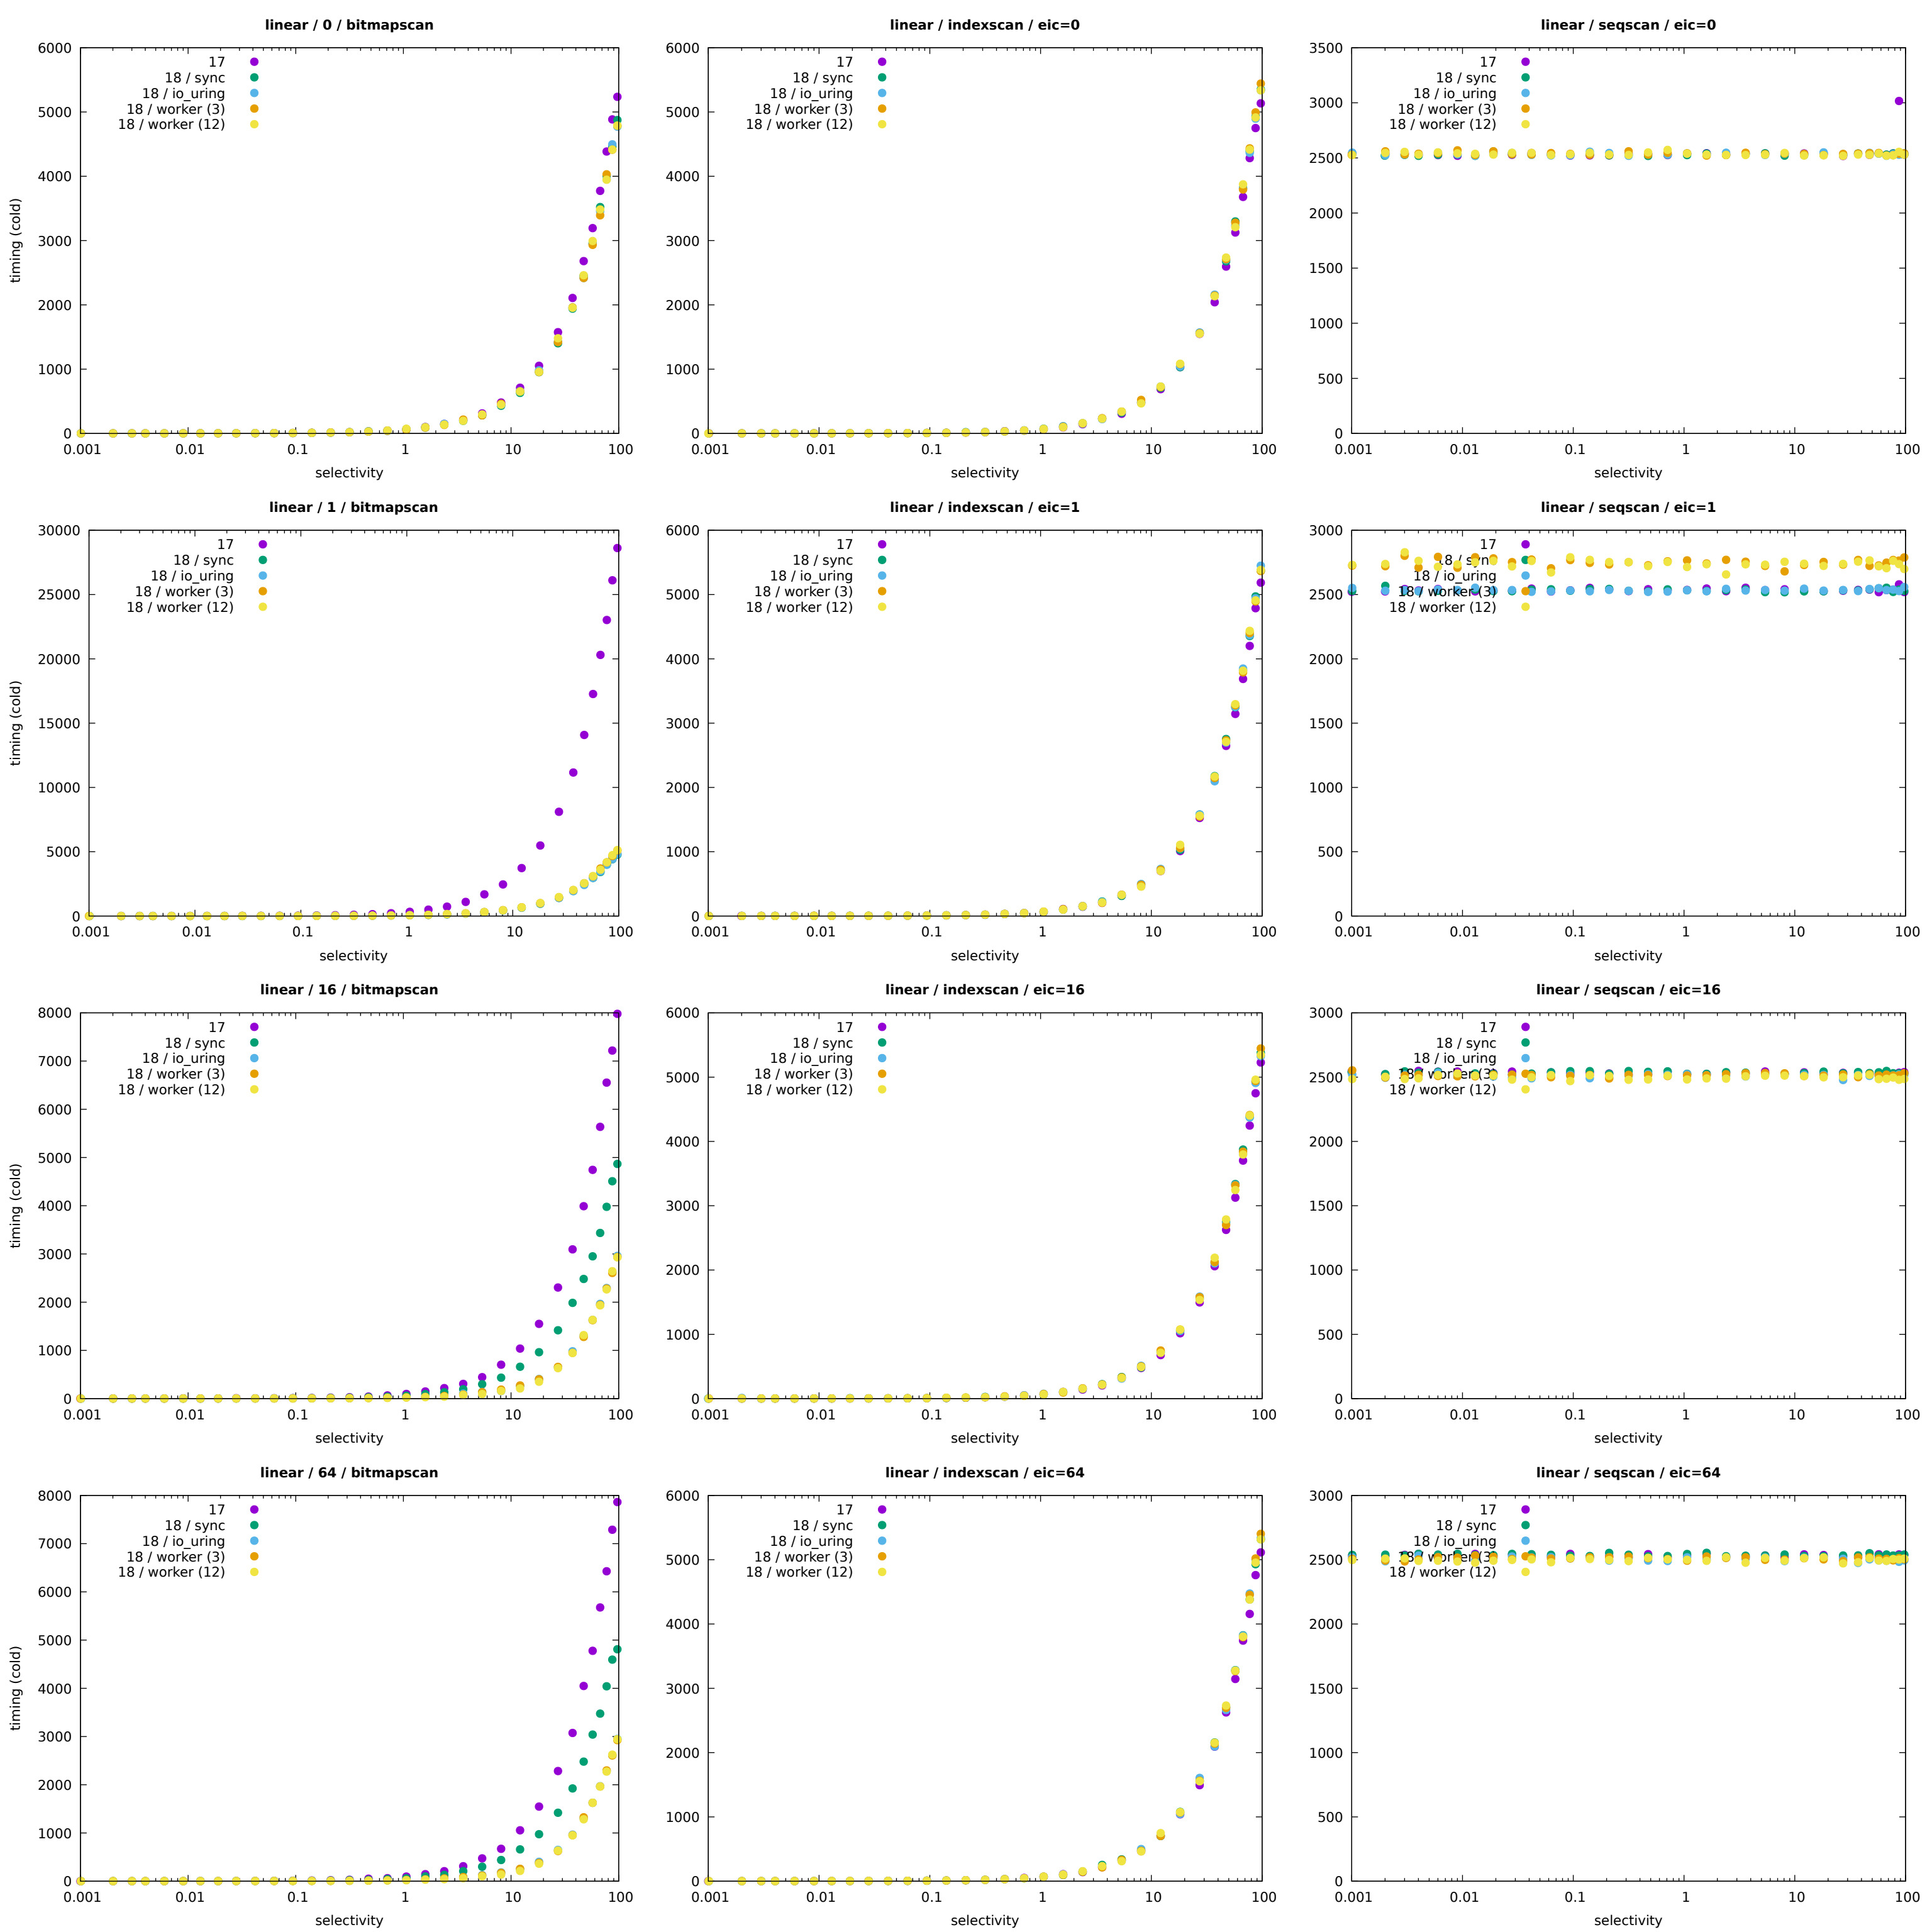 linear / 0 / bitmapscan
timing (cold)
6000
5000
4000
3000
2000
1000
0
17
18 / sync
18 / io_uring
18 / worker (3)
18 / worker (12)
0.001 0.01 0.1 1 10 100
selectivity
linear / indexscan / eic=0
6000
5000
4000
3000
2000
1000
0
17
18 / sync
18 / io_uring
18 / worker (3)
18 / worker (12)
0.001 0.01 0.1 1 10 100
selectivity
linear / seqscan / eic=0
3500
3000
2500
2000
1500
1000
500
0
17
18 / sync
18 / io_uring
18 / worker (3)
18 / worker (12)
0.001 0.01 0.1 1 10 100
selectivity
linear / 1 / bitmapscan
timing (cold)
30000
25000
20000
15000
10000
5000
0
17
18 / sync
18 / io_uring
18 / worker (3)
18 / worker (12)
0.001 0.01 0.1 1 10 100
selectivity
linear / indexscan / eic=1
6000
5000
4000
3000
2000
1000
0
17
18 / sync
18 / io_uring
18 / worker (3)
18 / worker (12)
0.001 0.01 0.1 1 10 100
selectivity
linear / seqscan / eic=1
3000
2500
2000
1500
1000
500
0
17
18 / sync
18 / io_uring
18 / worker (3)
18 / worker (12)
0.001 0.01 0.1 1 10 100
selectivity
linear / 16 / bitmapscan
timing (cold)
8000
7000
6000
5000
4000
3000
2000
1000
0
17
18 / sync
18 / io_uring
18 / worker (3)
18 / worker (12)
0.001 0.01 0.1 1 10 100
selectivity
linear / indexscan / eic=16
6000
5000
4000
3000
2000
1000
0
17
18 / sync
18 / io_uring
18 / worker (3)
18 / worker (12)
0.001 0.01 0.1 1 10 100
selectivity
linear / seqscan / eic=16
3000
2500
2000
1500
1000
500
0
17
18 / sync
18 / io_uring
18 / worker (3)
18 / worker (12)
0.001 0.01 0.1 1 10 100
selectivity
linear / 64 / bitmapscan
timing (cold)
8000
7000
6000
5000
4000
3000
2000
1000
0
17
18 / sync
18 / io_uring
18 / worker (3)
18 / worker (12)
0.001 0.01 0.1 1 10 100
selectivity
linear / indexscan / eic=64
6000
5000
4000
3000
2000
1000
0
17
18 / sync
18 / io_uring
18 / worker (3)
18 / worker (12)
0.001 0.01 0.1 1 10 100
selectivity
linear / seqscan / eic=64
3000
2500
2000
1500
1000
500
0
17
18 / sync
18 / io_uring
18 / worker (3)
18 / worker (12)
0.001 0.01 0.1 1 10 100
selectivity